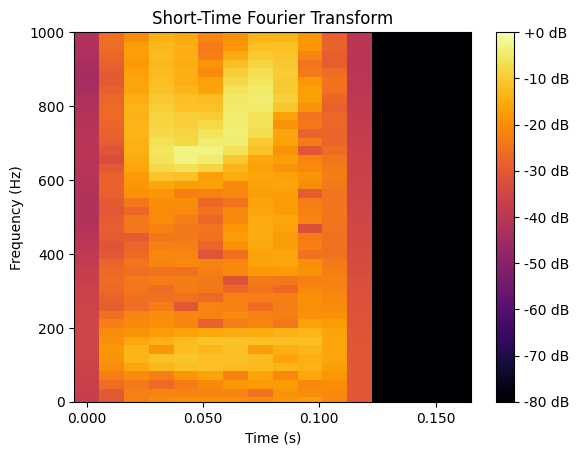 Short-Time Fourier Transform
1000
800
600
400
200
0
Frequency (Hz)
0.000
0.050
0.100
0.150
Time (s)
+0 dB
-10 dB
-20 dB
-30 dB
-40 dB
-50 dB
-60 dB
-70 dB
-80 dB